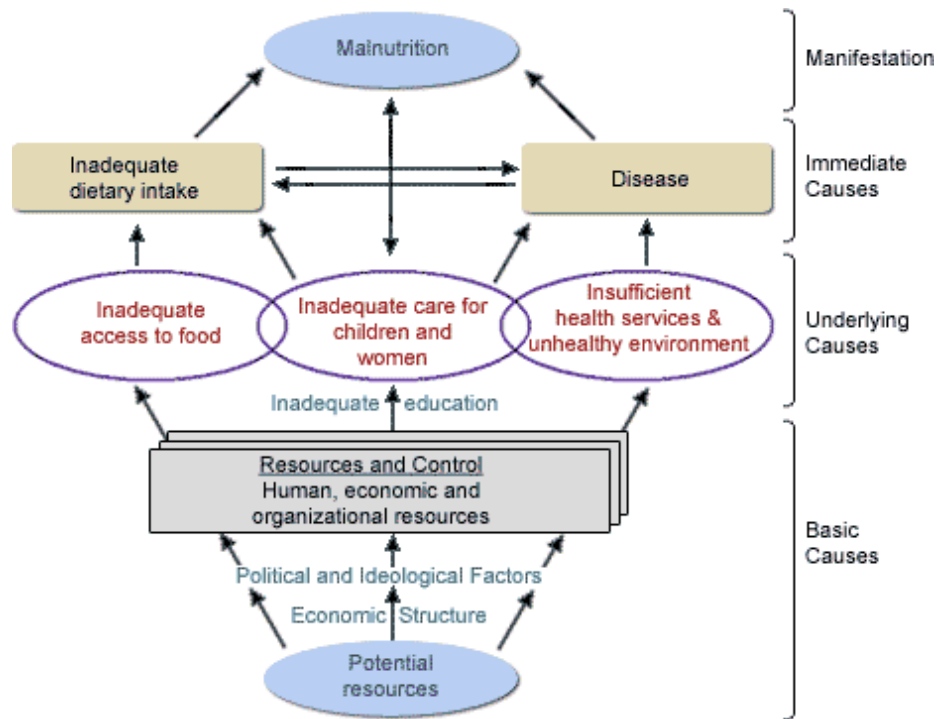 Malnutrition
Manifestation
Inadequate
dietary intake
Disease
Immediate
Causes
Inadequate
access to food
Inadequate care for
children and
women
Insufficient
health services &
unhealthy environment
Underlying
Causes
Inadequate education
Resources and Control
Human, economic and
organizational resources
Political and Ideological Factors
Economic Structure
Basic
Causes
Potential
resources